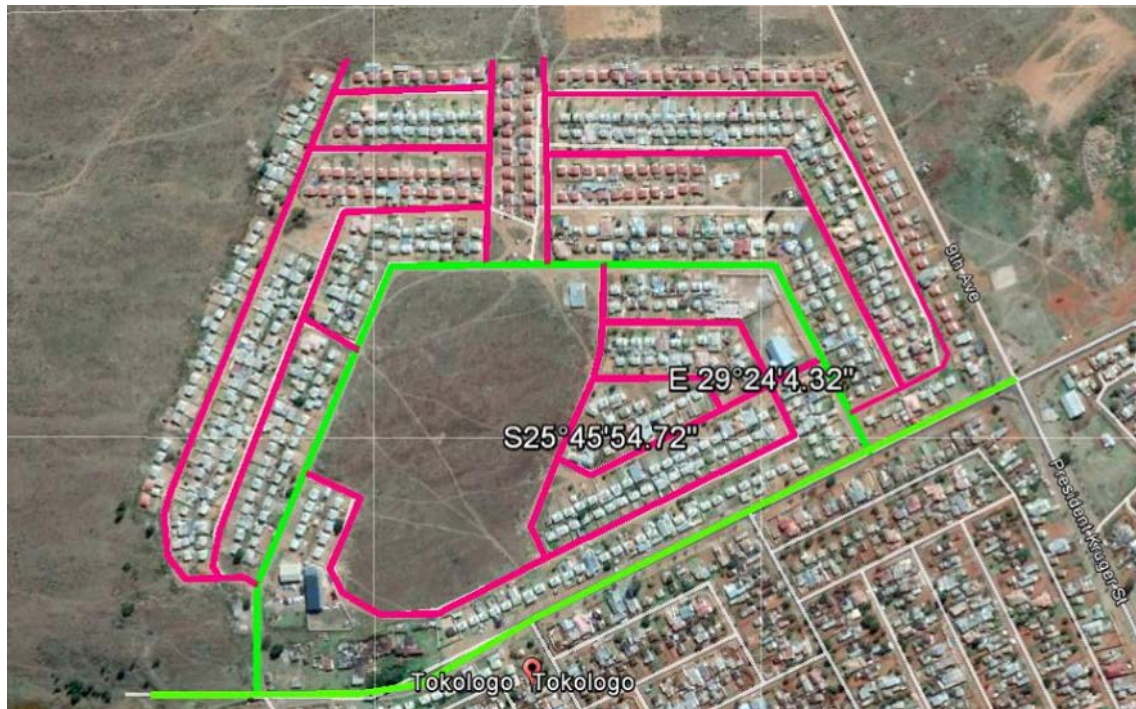 9th Ave
E 29°24'4.32"
S25°45'54.72"
President Kruger St
Tokologo Tokologo